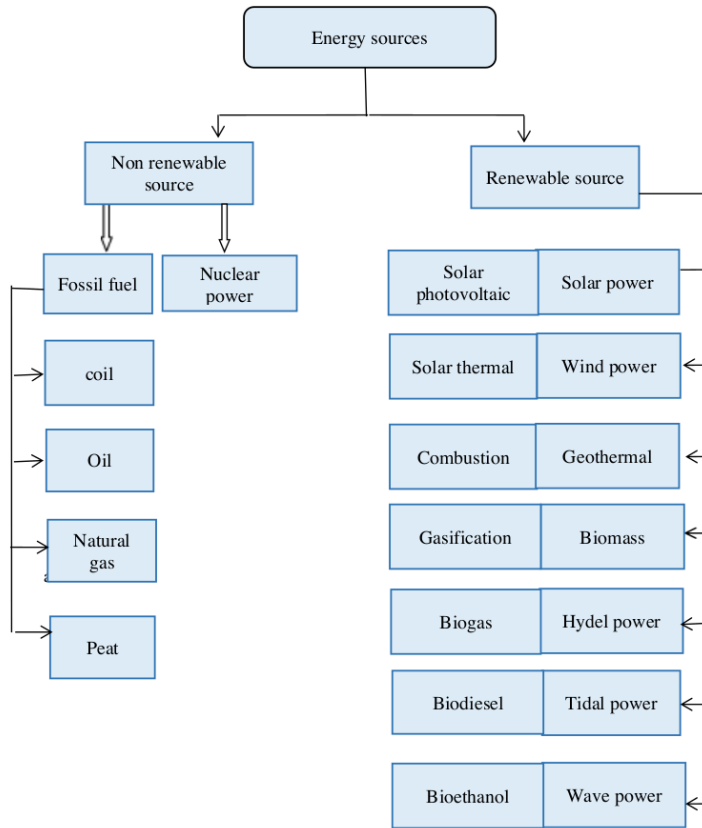 Energy sources
Non renewable
source
Renewable source
Fossil fuel
Nuclear
power
Solar
photovoltaic
Solar power
coil
Solar thermal
Wind power
Oil
Combustion
Geothermal
Natural
gas
Gasification
Biomass
Peat
Biogas
Hydel power
Biodiesel
Tidal power
Bioethanol
Wave power